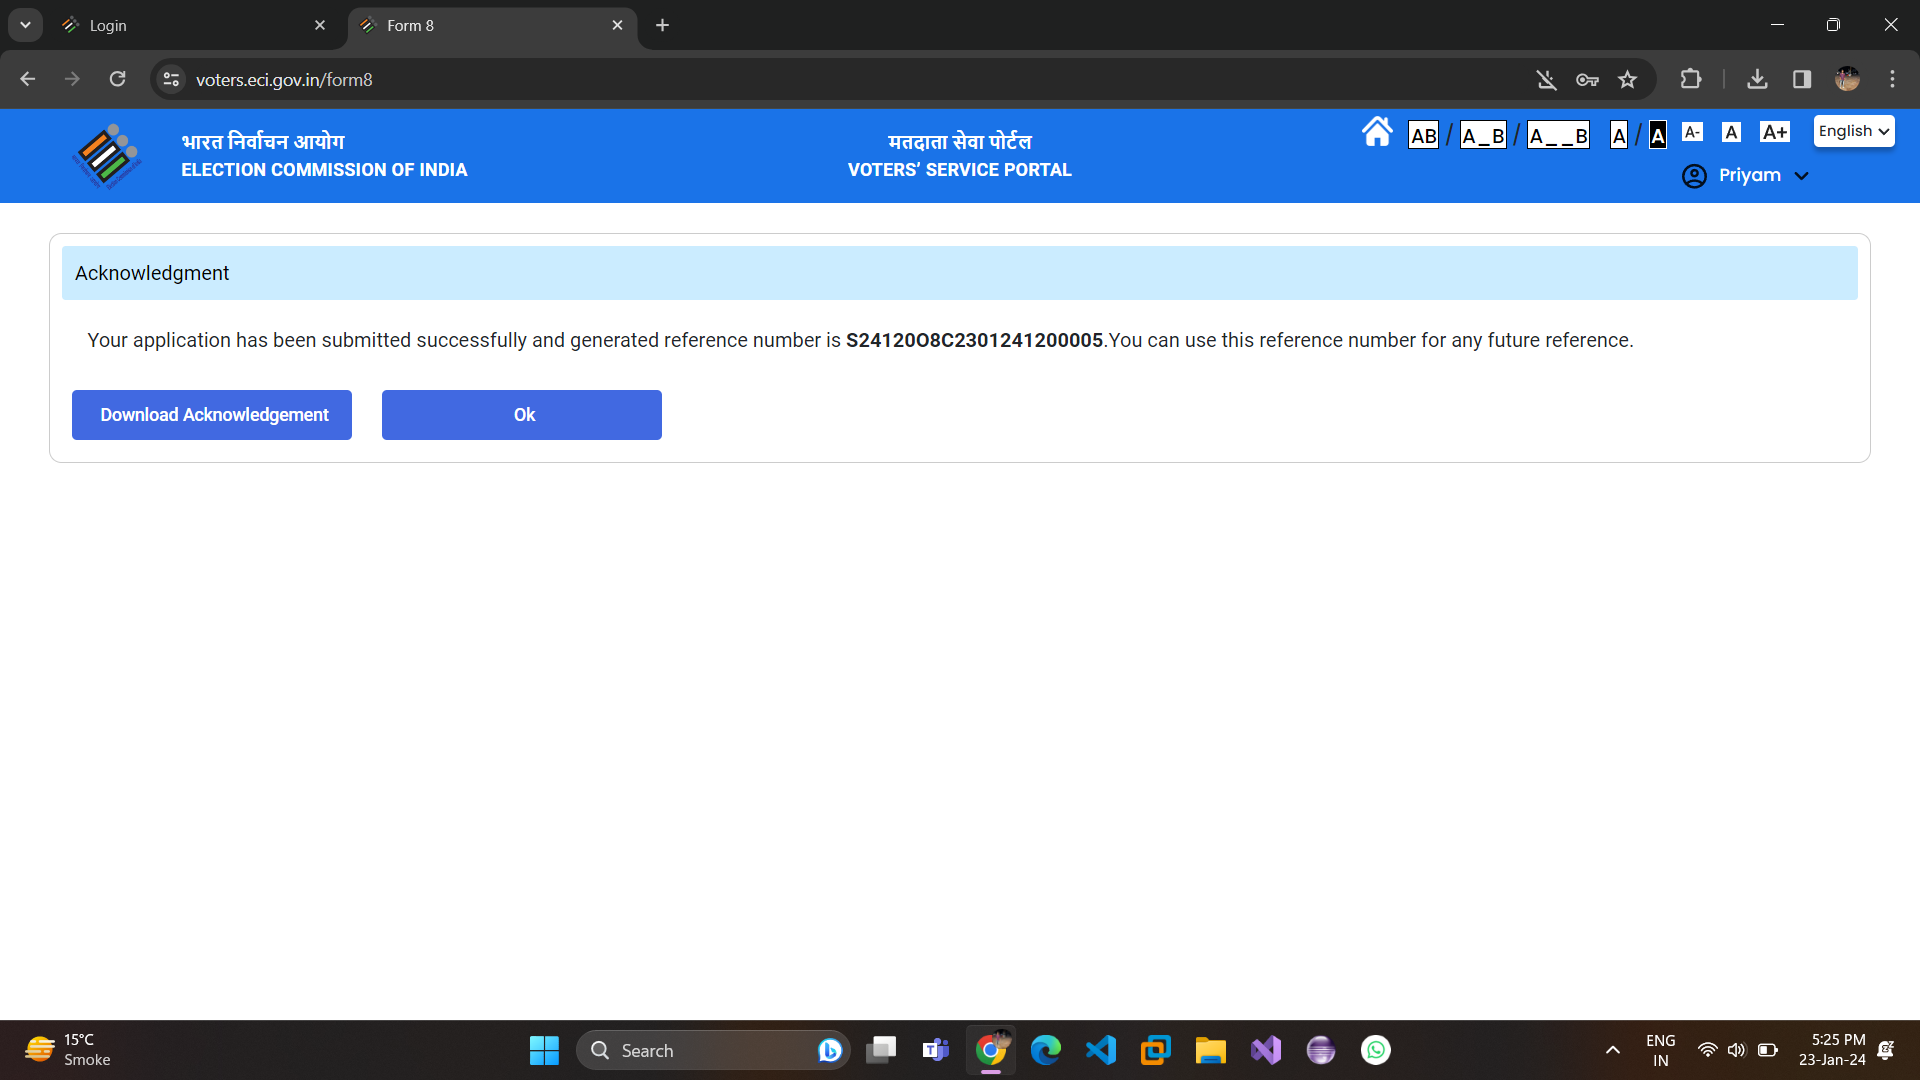 Login
Form 8
voters.eci.gov.in/form8
भारत निर्वाचन आयोग
ELECTION COMMISSION OF INDIA
मतदाता सेवा पोर्टल
VOTERS’ SERVICE PORTAL
AB / A_B / A__B A / A A- A A+ English
Priyam
Acknowledgment
Your application has been submitted successfully and generated reference number is S24120O8C2301241200005.You can use this reference number for any future reference.
Download Acknowledgement
Ok
15°C
Smoke
Search
ENG
IN
5:25 PM
23-Jan-24